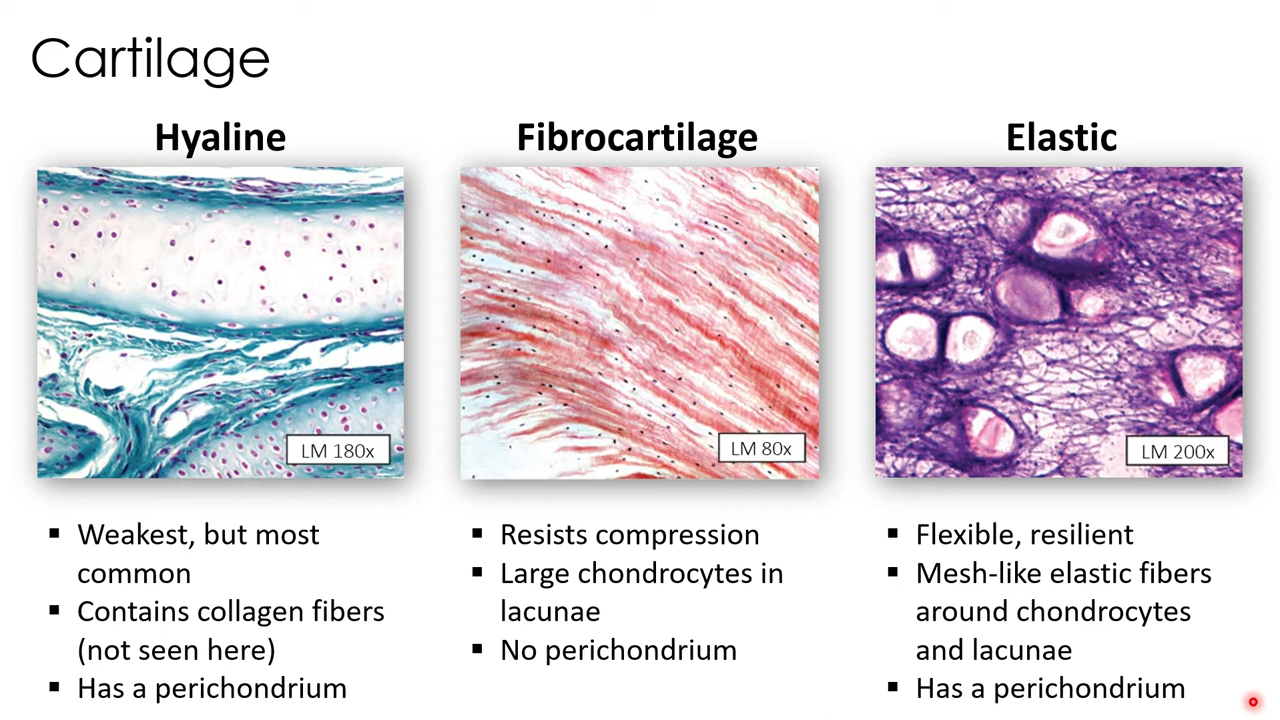 Cartilage
Hyaline
LM 180x
▪ Weakest, but most
common
▪ Contains collagen fibers
(not seen here)
▪ Has a perichondrium
Fibrocartilage
LM 80x
▪ Resists compression
▪ Large chondrocytes in
lacunae
▪ No perichondrium
Elastic
LM 200x
▪ Flexible, resilient
▪ Mesh-like elastic fibers
around chondrocytes
and lacunae
▪ Has a perichondrium